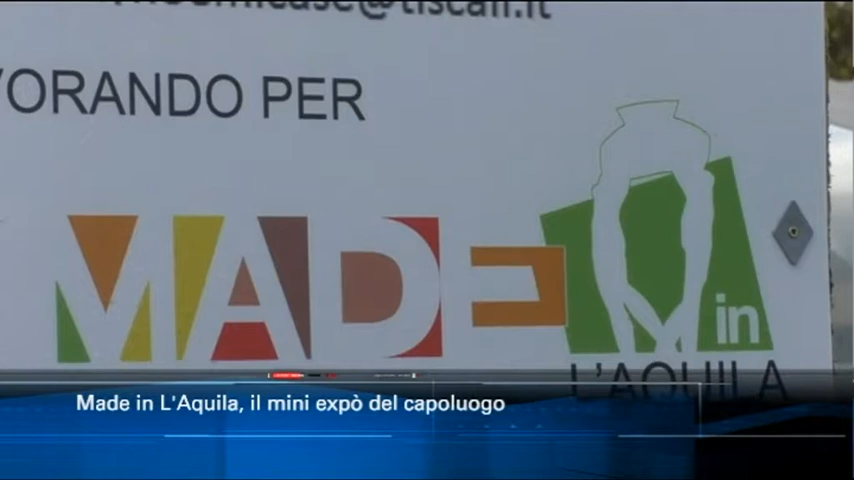 VORANDO PER
MADE
in
L'AQUILA
Made in L'Aquila, il mini expò del capoluogo